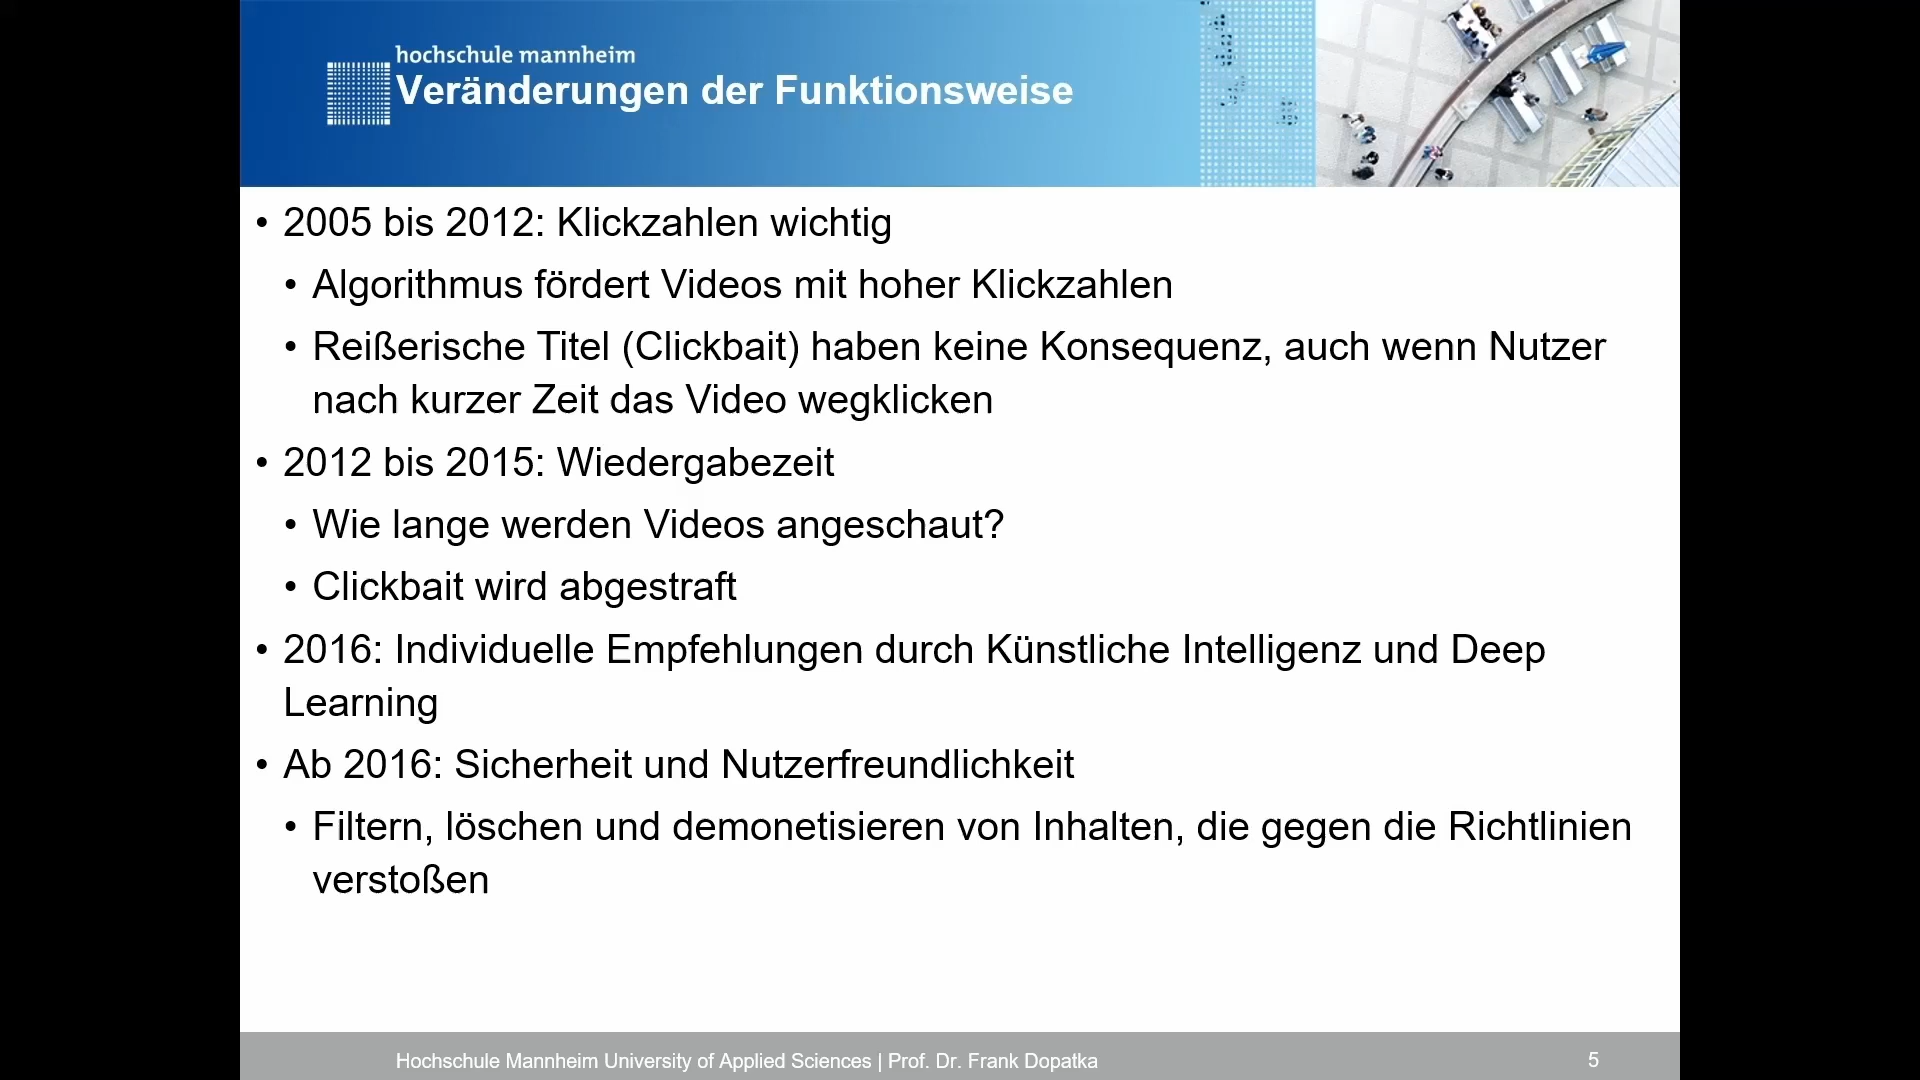 hochschule mannheim
Veränderungen der Funktionsweise
• 2005 bis 2012: Klickzahlen wichtig
• Algorithmus fördert Videos mit hoher Klickzahlen
• Reißerische Titel (Clickbait) haben keine Konsequenz, auch wenn Nutzer
nach kurzer Zeit das Video wegklicken
• 2012 bis 2015: Wiedergabezeit
• Wie lange werden Videos angeschaut?
• Clickbait wird abgestraft
• 2016: Individuelle Empfehlungen durch Künstliche Intelligenz und Deep
Learning
• Ab 2016: Sicherheit und Nutzerfreundlichkeit
• Filtern, löschen und demonetisieren von Inhalten, die gegen die Richtlinien
verstoßen
Hochschule Mannheim University of Applied Sciences | Prof. Dr. Frank Dopatka
5